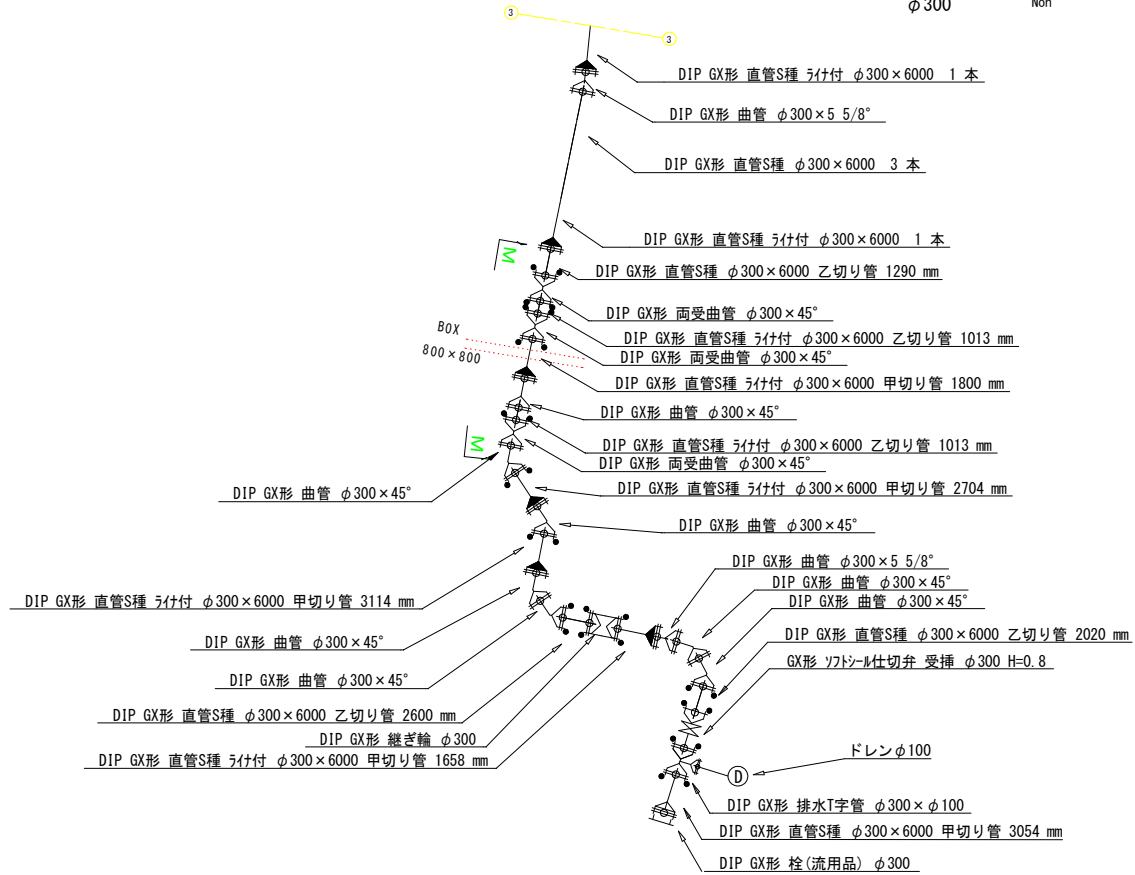 φ300
Non
3
3
DIP GX形 直管S種 ﾗｲﾅ付 φ300×6000 1 本
DIP GX形 曲管 φ300×5 5/8°
DIP GX形 直管S種 φ300×6000 3 本
DIP GX形 直管S種 ﾗｲﾅ付 φ300×6000 1 本
M
DIP GX形 直管S種 φ300×6000 乙切り管 1290 mm
DIP GX形 両受曲管 φ300×45°
BOX
DIP GX形 直管S種 ﾗｲﾅ付 φ300×6000 乙切り管 1013 mm
800×800
DIP GX形 両受曲管 φ300×45°
DIP GX形 直管S種 ﾗｲﾅ付 φ300×6000 甲切り管 1800 mm
DIP GX形 曲管 φ300×45°
M
DIP GX形 直管S種 ﾗｲﾅ付 φ300×6000 乙切り管 1013 mm
DIP GX形 両受曲管 φ300×45°
DIP GX形 曲管 φ300×45°
DIP GX形 直管S種 ﾗｲﾅ付 φ300×6000 甲切り管 2704 mm
DIP GX形 曲管 φ300×45°
DIP GX形 曲管 φ300×5 5/8°
DIP GX形 曲管 φ300×45°
DIP GX形 直管S種 ﾗｲﾅ付 φ300×6000 甲切り管 3114 mm
DIP GX形 曲管 φ300×45°
DIP GX形 曲管 φ300×45°
DIP GX形 直管S種 φ300×6000 乙切り管 2020 mm
GX形 ｿﾌﾄｼｰﾙ仕切弁 受挿 φ300 H=0.8
DIP GX形 曲管 φ300×45°
DIP GX形 直管S種 φ300×6000 乙切り管 2600 mm
DIP GX形 継ぎ輪 φ300
DIP GX形 直管S種 ﾗｲﾅ付 φ300×6000 甲切り管 1658 mm
ドレンφ100
D
DIP GX形 排水T字管 φ300×φ100
DIP GX形 直管S種 φ300×6000 甲切り管 3054 mm
DIP GX形 栓(流用品) φ300